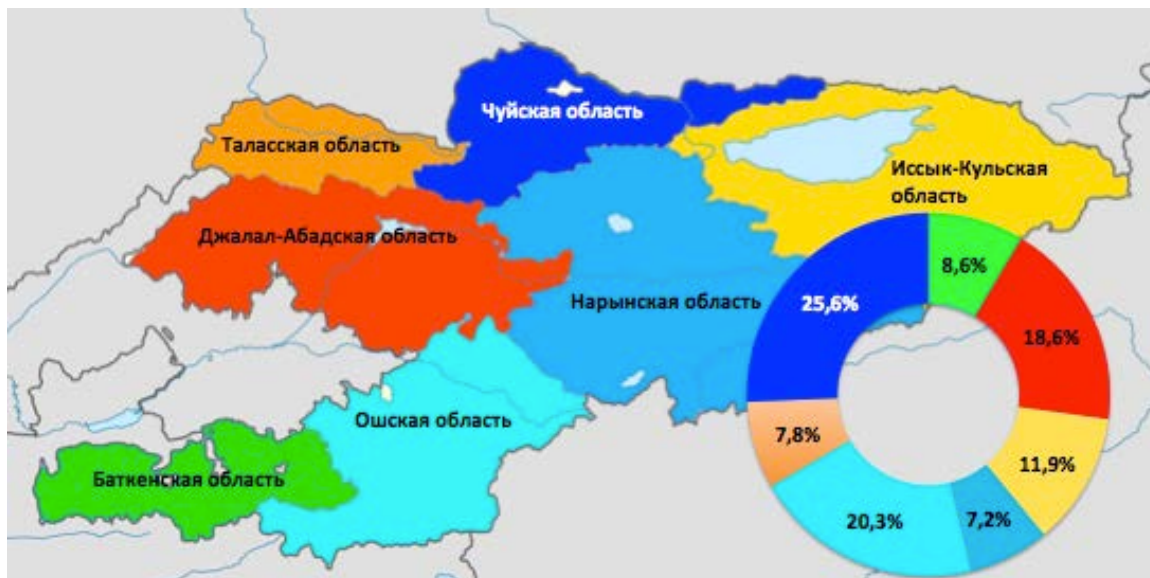 Чуйская область
Таласская область
Иссык-Кульская
область
Джалал-Абадская область
Нарынская область
Ошская область
Баткенская область
8,6%
25,6%
18,6%
7,8%
11,9%
20,3%
7,2%